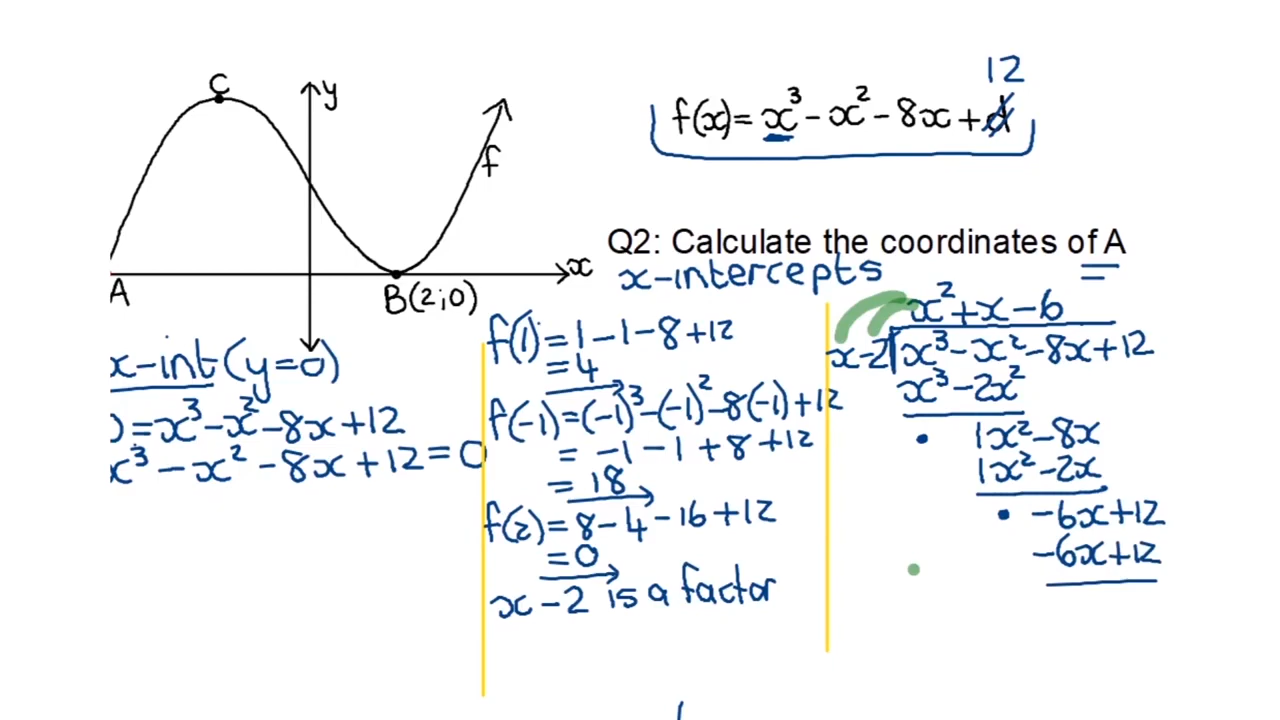 C
y
f
x
A
B(2;0)
12
f(x)=x³-x²-8x+d
Q2: Calculate the coordinates of A
x-intercepts
x-int(y=0)
)=x³-x²-8x+12
x³-x²-8x+12=0
f(1)=1-1-8+12
=4
f(-1)=(-1)³-(-1)²-8(-1)+12
= -1-1+8+12
= 18
f(2)=8-4-16+12
=0
x-2 is a factor
x²+x-6
x-2|x³-x²-8x+12
x³-2x²
1x²-8x
1x²-2x
-6x+12
-6x+12